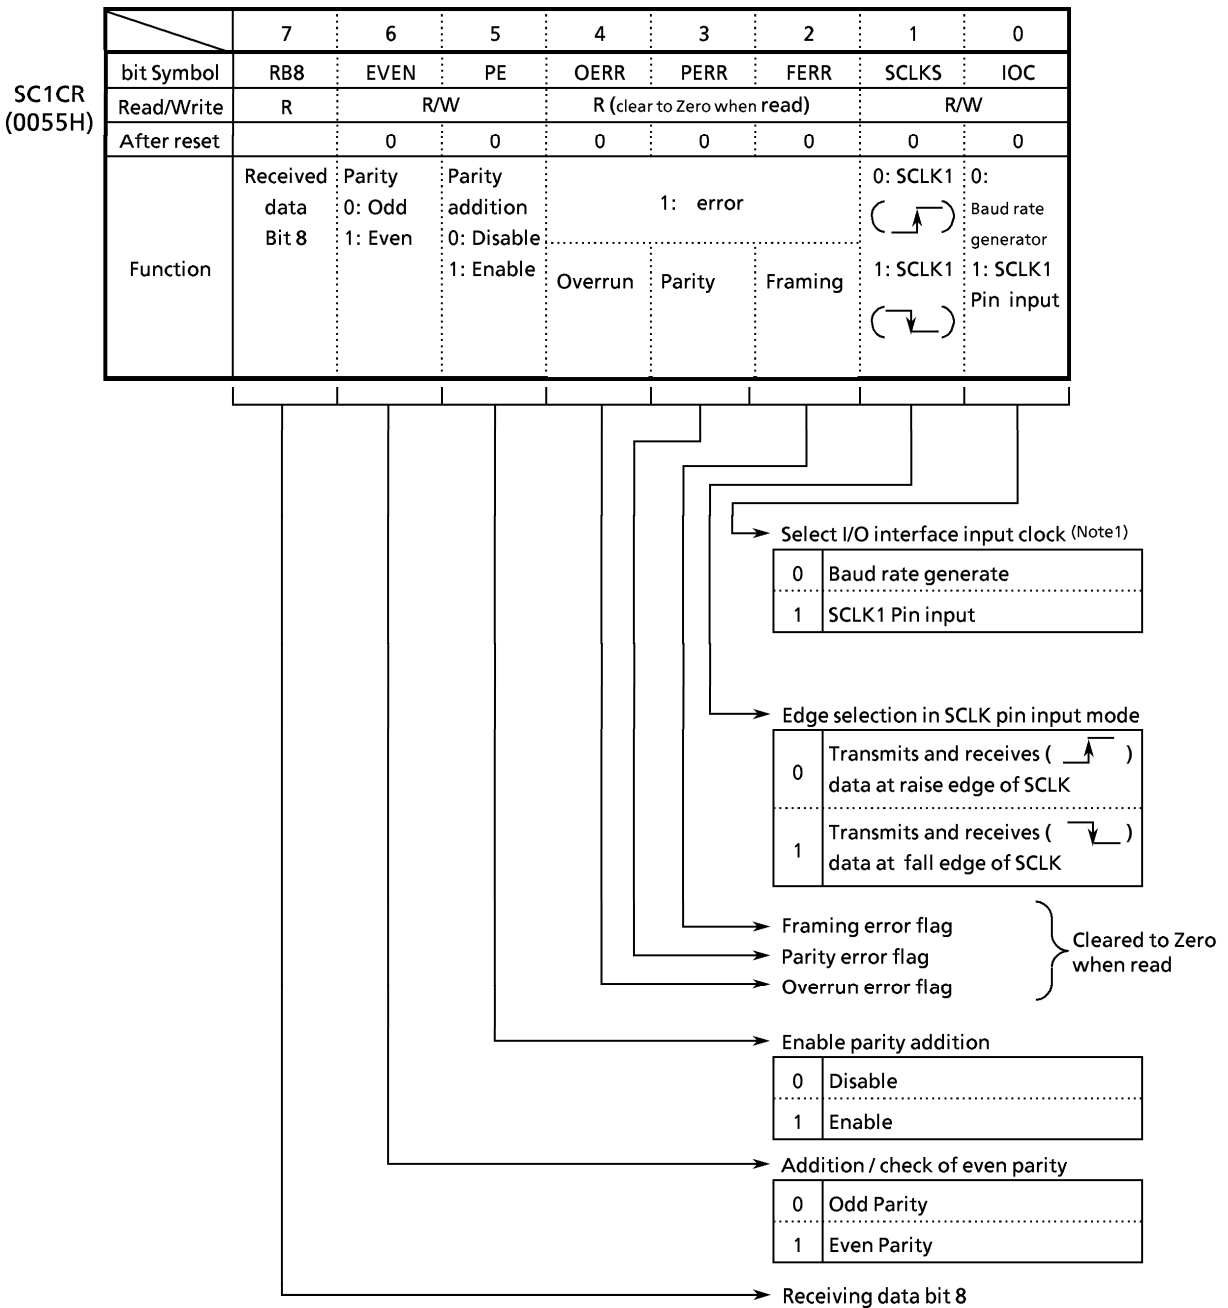 7 6 5 4 3 2 1 0
SC1CR
(0055H)
bit Symbol RB8 EVEN PE OERR PERR FERR SCLKS IOC
Read/Write R R/W R (clear to Zero when read) R/W
After reset 0 0 0 0 0 0 0
Function
Received
data
Bit 8
Parity
0: Odd
1: Even
Parity
addition
0: Disable
1: Enable
1: error
Overrun Parity Framing
0: SCLK1
( )
1: SCLK1
( )
0:
Baud rate
generator
1: SCLK1
Pin input
Select I/O interface input clock (Note1)
0 Baud rate generate
1 SCLK1 Pin input
Edge selection in SCLK pin input mode
0 Transmits and receives ( )
data at raise edge of SCLK
1 Transmits and receives ( )
data at fall edge of SCLK
Framing error flag
Parity error flag
Overrun error flag
Cleared to Zero
when read
Enable parity addition
0 Disable
1 Enable
Addition / check of even parity
0 Odd Parity
1 Even Parity
Receiving data bit 8